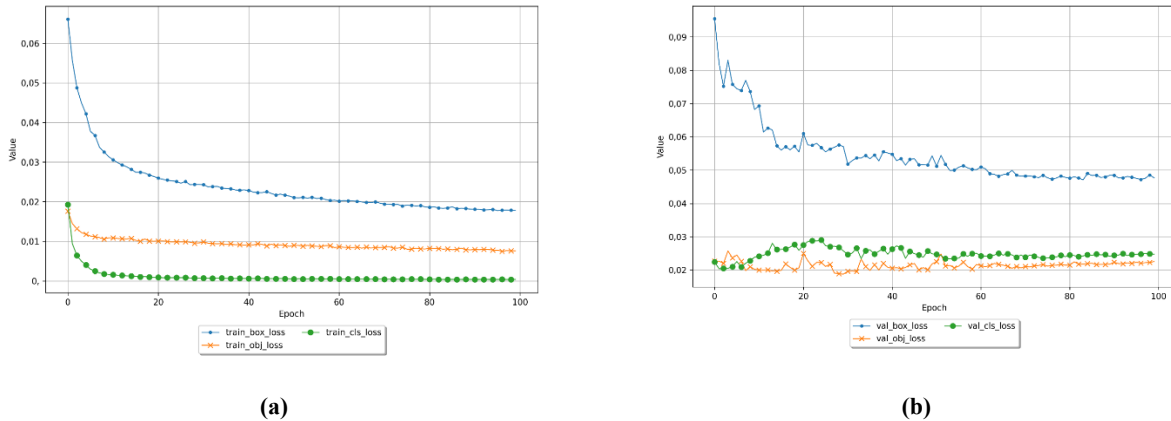 0,06
0,05
0,04
0,03
0,02
0,01
0,
Value
0 20 40 60 80 100
Epoch
train_box_loss train_cls_loss
train_obj_loss
(a)
0,09
0,08
0,07
0,06
0,05
0,04
0,03
0,02
Value
0 20 40 60 80 100
Epoch
val_box_loss val_cls_loss
val_obj_loss
(b)